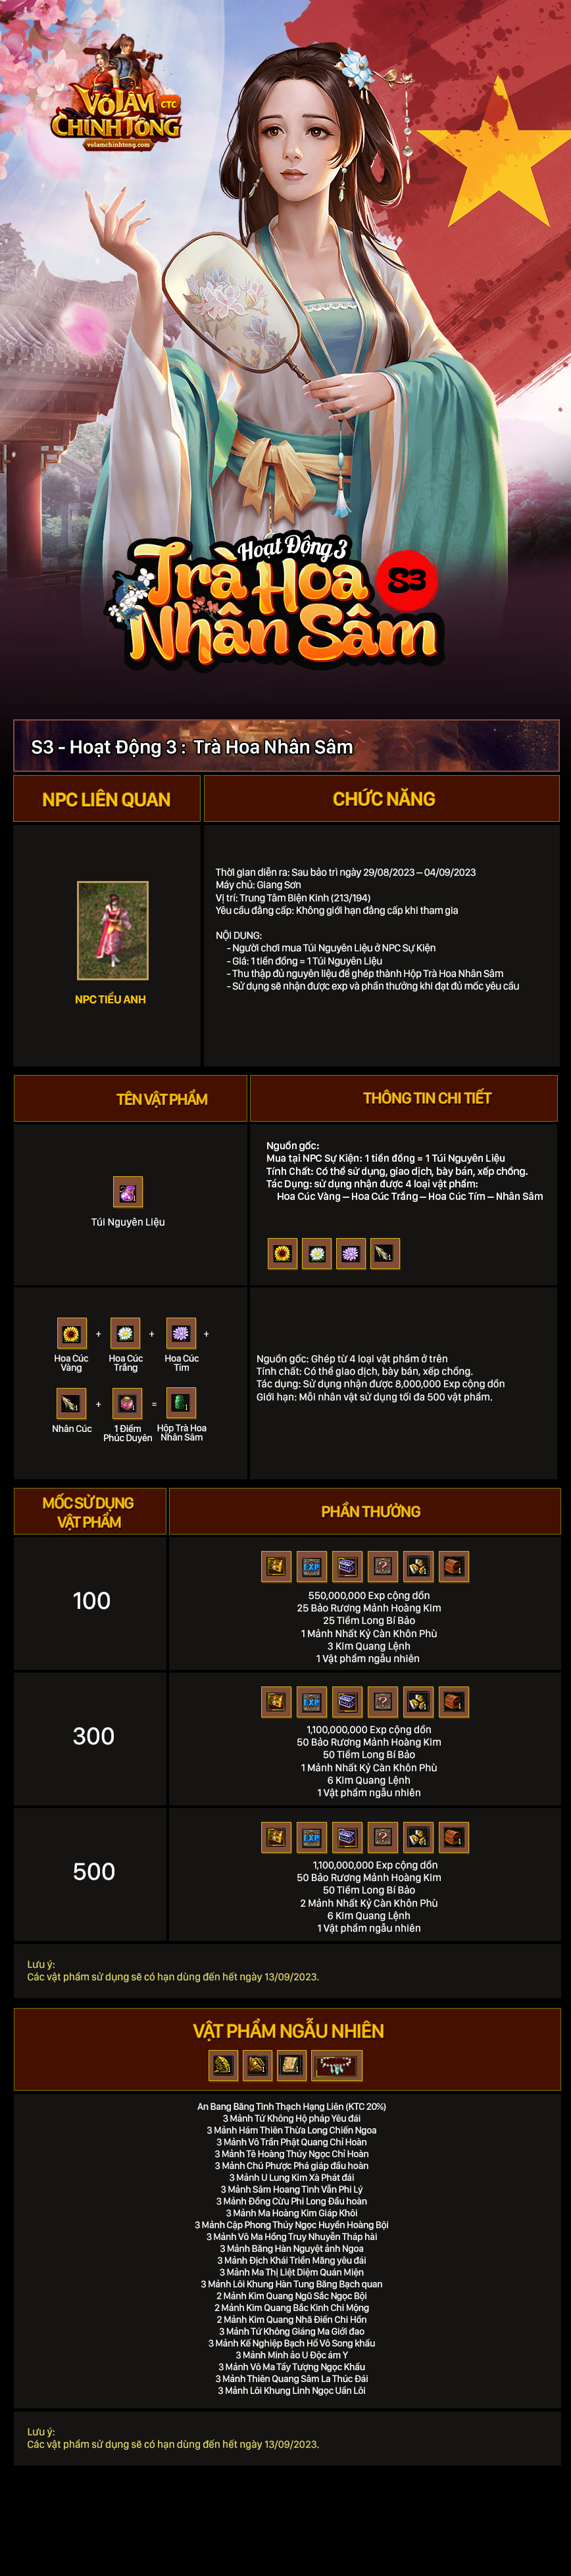 VÕ LÂM
CTC
CHINH TÔNG
volamchinhtong.com
Hoạt Động 3
Trà Hoa
S3
Nhân Sâm
S3 - Hoạt Động 3 : Trà Hoa Nhân Sâm
NPC LIÊN QUAN
CHỨC NĂNG
Thời gian diễn ra: Sau bảo trì ngày 29/08/2023 – 04/09/2023
Máy chủ: Giang Sơn
Vị trí: Trung Tâm Biện Kinh (213/194)
Yêu cầu đẳng cấp: Không giới hạn đẳng cấp khi tham gia
NỘI DUNG:
- Người chơi mua Túi Nguyên Liệu ở NPC Sự Kiện
- Giá: 1 tiền đồng = 1 Túi Nguyên Liệu
- Thu thập đủ nguyên liệu để ghép thành Hộp Trà Hoa Nhân Sâm
- Sử dụng sẽ nhận được exp và phần thưởng khi đạt đủ mốc yêu cầu
NPC TIỂU ANH
TÊN VẬT PHẨM
THÔNG TIN CHI TIẾT
Túi Nguyên Liệu
Nguồn gốc:
Mua tại NPC Sự Kiện: 1 tiền đồng = 1 Túi Nguyên Liệu
Tính Chất: Có thể sử dụng, giao dịch, bày bán, xếp chồng.
Tác Dụng: sử dụng nhận được 4 loại vật phẩm:
Hoa Cúc Vàng – Hoa Cúc Trắng – Hoa Cúc Tím – Nhân Sâm
+ + +
Hoa Cúc Vàng
Hoa Cúc Trắng
Hoa Cúc Tím
+ =
Nhân Cúc
1 Điểm Phúc Duyên
Hộp Trà Hoa Nhân Sâm
Nguồn gốc: Ghép từ 4 loại vật phẩm ở trên
Tính chất: Có thể giao dịch, bày bán, xếp chồng.
Tác dụng: Sử dụng nhận được 8,000,000 Exp cộng dồn
Giới hạn: Mỗi nhân vật sử dụng tối đa 500 vật phẩm.
MỐC SỬ DỤNG
VẬT PHẨM
PHẦN THƯỞNG
100
EXP
550,000,000 Exp cộng dồn
25 Bảo Rương Mảnh Hoàng Kim
25 Tiềm Long Bí Bảo
1 Mảnh Nhất Kỷ Càn Khôn Phù
3 Kim Quang Lệnh
1 Vật phẩm ngẫu nhiên
300
EXP
1,100,000,000 Exp cộng dồn
50 Bảo Rương Mảnh Hoàng Kim
50 Tiềm Long Bí Bảo
1 Mảnh Nhất Kỷ Càn Khôn Phù
6 Kim Quang Lệnh
1 Vật phẩm ngẫu nhiên
500
EXP
1,100,000,000 Exp cộng dồn
50 Bảo Rương Mảnh Hoàng Kim
50 Tiềm Long Bí Bảo
2 Mảnh Nhất Kỷ Càn Khôn Phù
6 Kim Quang Lệnh
1 Vật phẩm ngẫu nhiên
Lưu ý:
Các vật phẩm sử dụng sẽ có hạn dùng đến hết ngày 13/09/2023.
VẬT PHẨM NGẪU NHIÊN
An Bang Băng Tinh Thạch Hạng Liên (KTC 20%)
3 Mảnh Tứ Không Hộ pháp Yêu đái
3 Mảnh Hám Thiên Thừa Long Chiến Ngoa
3 Mảnh Vô Trần Phật Quang Chỉ Hoàn
3 Mảnh Tê Hoàng Thúy Ngọc Chỉ Hoàn
3 Mảnh Chú Phược Phá giáp đầu hoàn
3 Mảnh U Lung Kim Xà Phát đái
3 Mảnh Sâm Hoang Tinh Vẫn Phi Lý
3 Mảnh Đồng Cừu Phi Long Đầu hoàn
3 Mảnh Ma Hoàng Kim Giáp Khôi
3 Mảnh Cập Phong Thúy Ngọc Huyền Hoàng Bội
3 Mảnh Vô Ma Hồng Truy Nhuyễn Tháp hài
3 Mảnh Băng Hàn Nguyệt ảnh Ngoa
3 Mảnh Địch Khái Triền Mãng yêu đái
3 Mảnh Ma Thị Liệt Diệm Quán Miện
3 Mảnh Lôi Khung Hàn Tung Băng Bạch quan
2 Mảnh Kim Quang Ngũ Sắc Ngọc Bội
2 Mảnh Kim Quang Bắc Kinh Chi Mộng
2 Mảnh Kim Quang Nhã Điển Chi Hồn
3 Mảnh Tứ Không Giáng Ma Giới đao
3 Mảnh Kế Nghiệp Bạch Hổ Vô Song khấu
3 Mảnh Minh ảo U Độc ám Y
3 Mảnh Vô Ma Tẩy Tượng Ngọc Khấu
3 Mảnh Thiên Quang Sâm La Thúc Đái
3 Mảnh Lôi Khung Linh Ngọc Uẩn Lôi
Lưu ý:
Các vật phẩm sử dụng sẽ có hạn dùng đến hết ngày 13/09/2023.